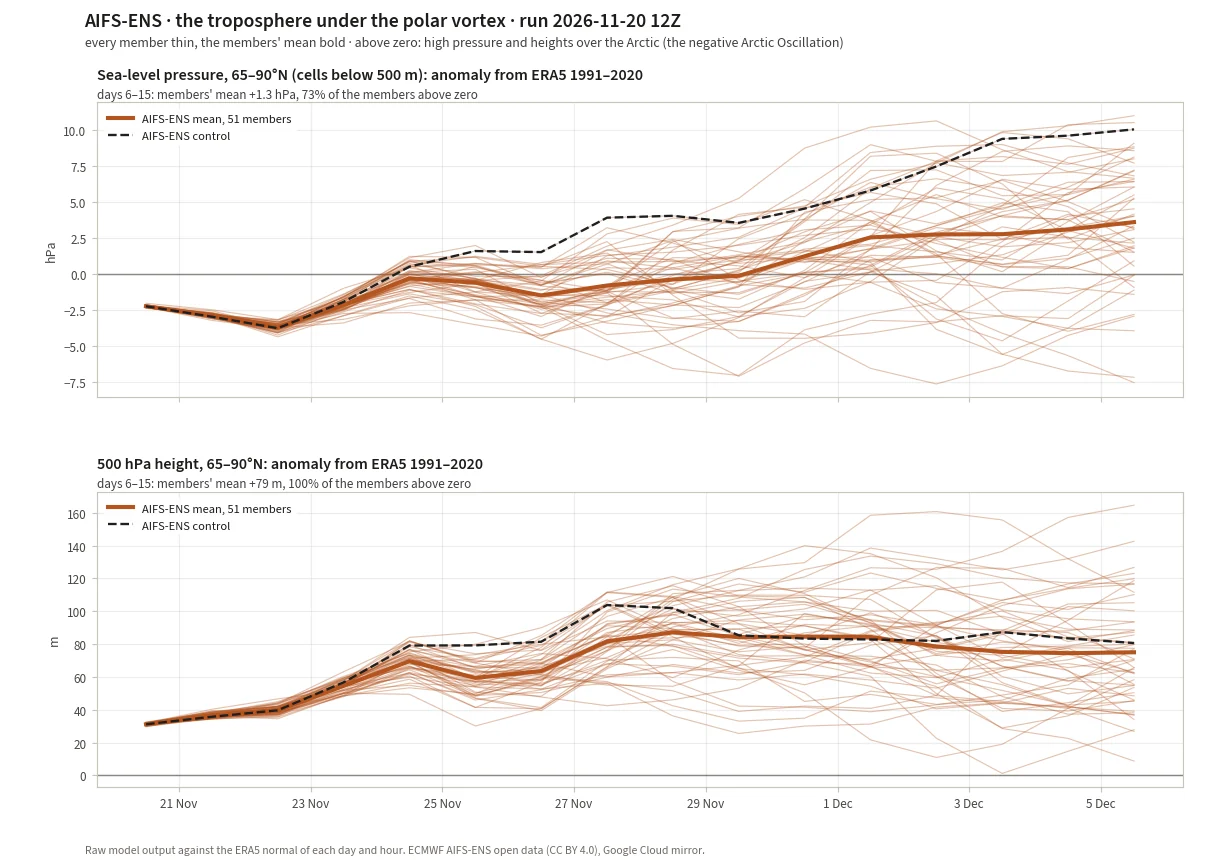 AIFS-ENS · the troposphere under the polar vortex · run 2026-11-20 12Z
every member thin, the members' mean bold · above zero: high pressure and heights over the Arctic (the negative Arctic Oscillation)
Sea-level pressure, 65–90°N (cells below 500 m): anomaly from ERA5 1991–2020
days 6–15: members' mean +1.3 hPa, 73% of the members above zero
AIFS-ENS mean, 51 members
AIFS-ENS control
10.0
7.5
5.0
2.5
0.0
−2.5
−5.0
−7.5
hPa
500 hPa height, 65–90°N: anomaly from ERA5 1991–2020
days 6–15: members' mean +79 m, 100% of the members above zero
AIFS-ENS mean, 51 members
AIFS-ENS control
160
140
120
100
80
60
40
20
0
m
21 Nov
23 Nov
25 Nov
27 Nov
29 Nov
1 Dec
3 Dec
5 Dec
Raw model output against the ERA5 normal of each day and hour. ECMWF AIFS-ENS open data (CC BY 4.0), Google Cloud mirror.